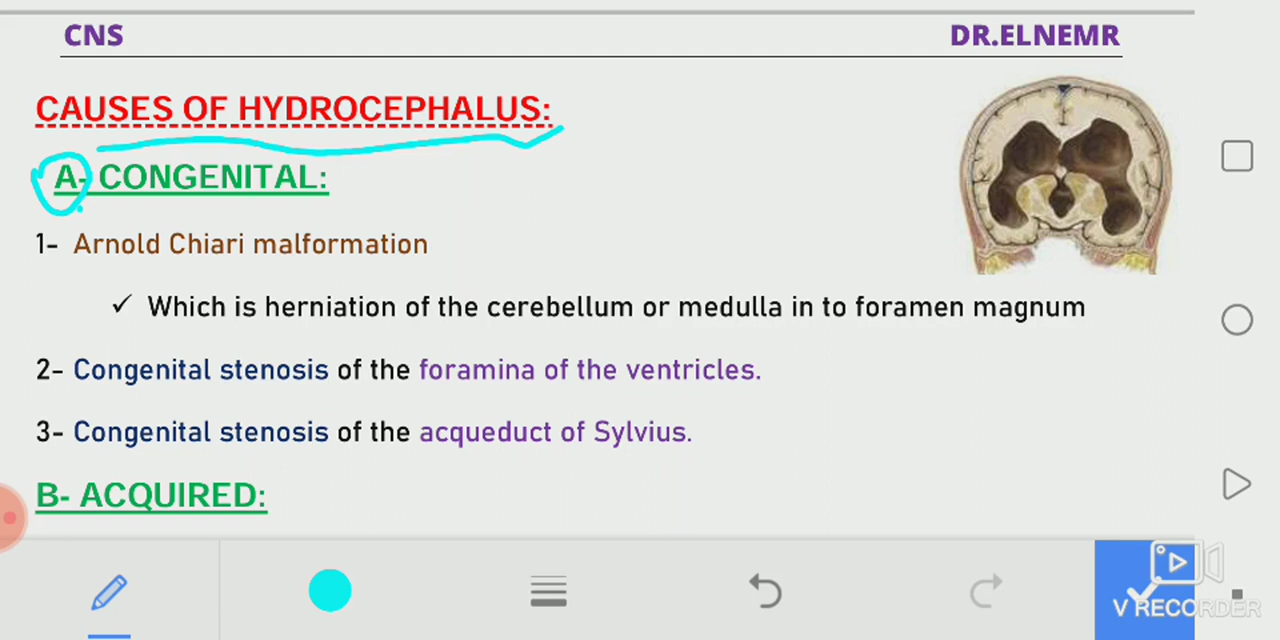 CNS DR.ELNEMR
CAUSES OF HYDROCEPHALUS:
A- CONGENITAL:
1- Arnold Chiari malformation
✓ Which is herniation of the cerebellum or medulla in to foramen magnum
2- Congenital stenosis of the foramina of the ventricles.
3- Congenital stenosis of the acqueduct of Sylvius.
B- ACQUIRED:
V RECORDER